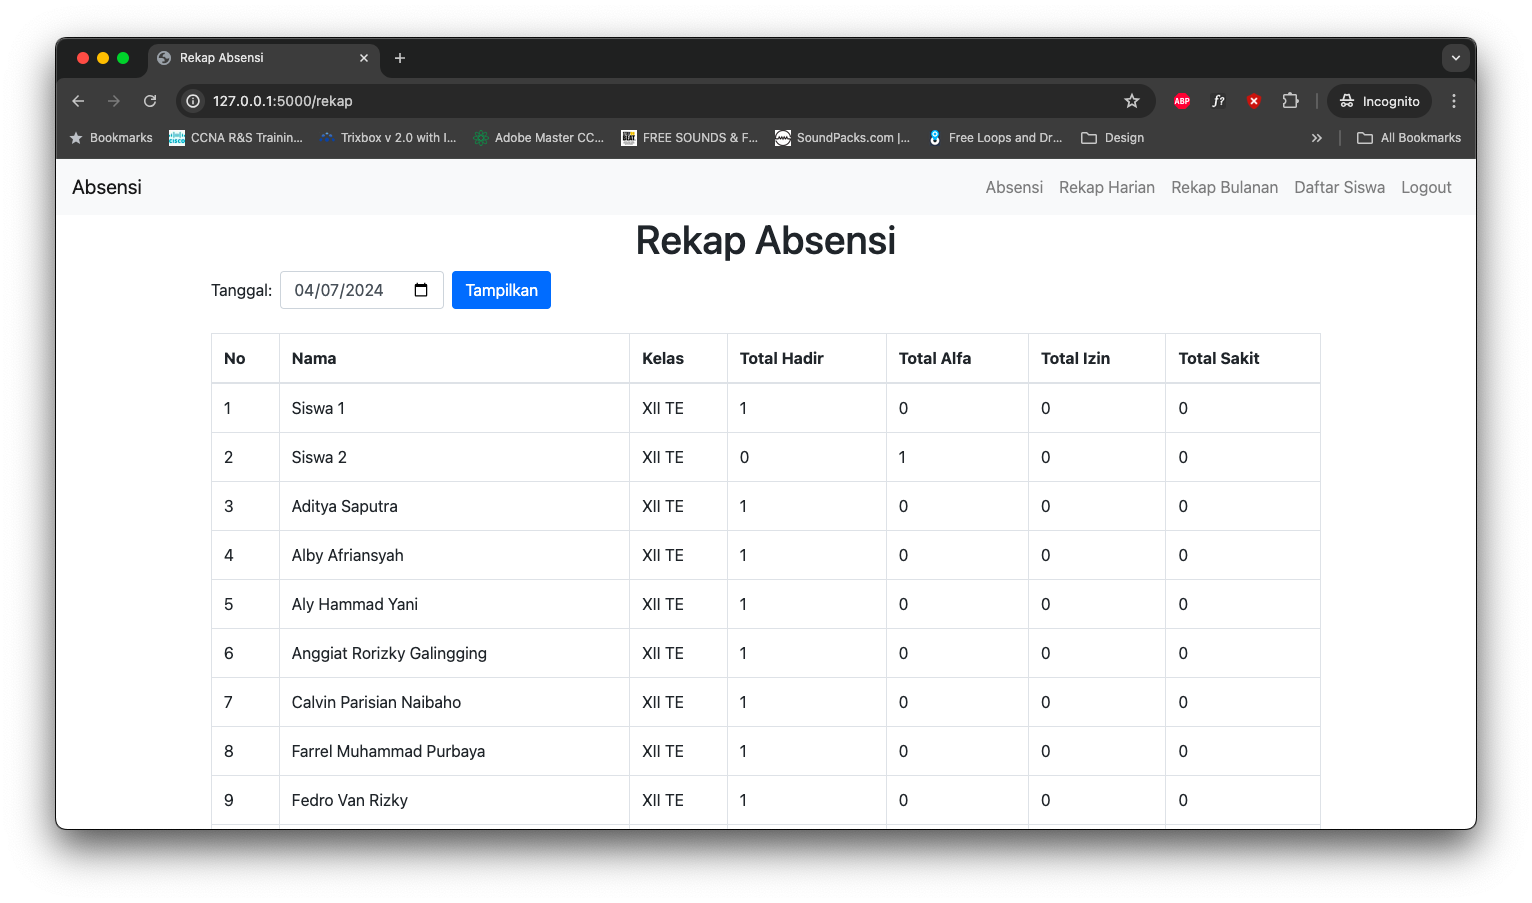 Rekap Absensi
127.0.0.1:5000/rekap
ABP
f?
Incognito
Bookmarks
CCNA R&S Trainin...
Trixbox v 2.0 with I...
Adobe Master CC...
FREE SOUNDS & F...
SoundPacks.com |...
Free Loops and Dr...
Design
All Bookmarks
Absensi
Absensi Rekap Harian Rekap Bulanan Daftar Siswa Logout
Rekap Absensi
Tanggal: 04/07/2024 Tampilkan
No Nama Kelas Total Hadir Total Alfa Total Izin Total Sakit
1 Siswa 1 XII TE 1 0 0 0
2 Siswa 2 XII TE 0 1 0 0
3 Aditya Saputra XII TE 1 0 0 0
4 Alby Afriansyah XII TE 1 0 0 0
5 Aly Hammad Yani XII TE 1 0 0 0
6 Anggiat Rorizky Galingging XII TE 1 0 0 0
7 Calvin Parisian Naibaho XII TE 1 0 0 0
8 Farrel Muhammad Purbaya XII TE 1 0 0 0
9 Fedro Van Rizky XII TE 1 0 0 0